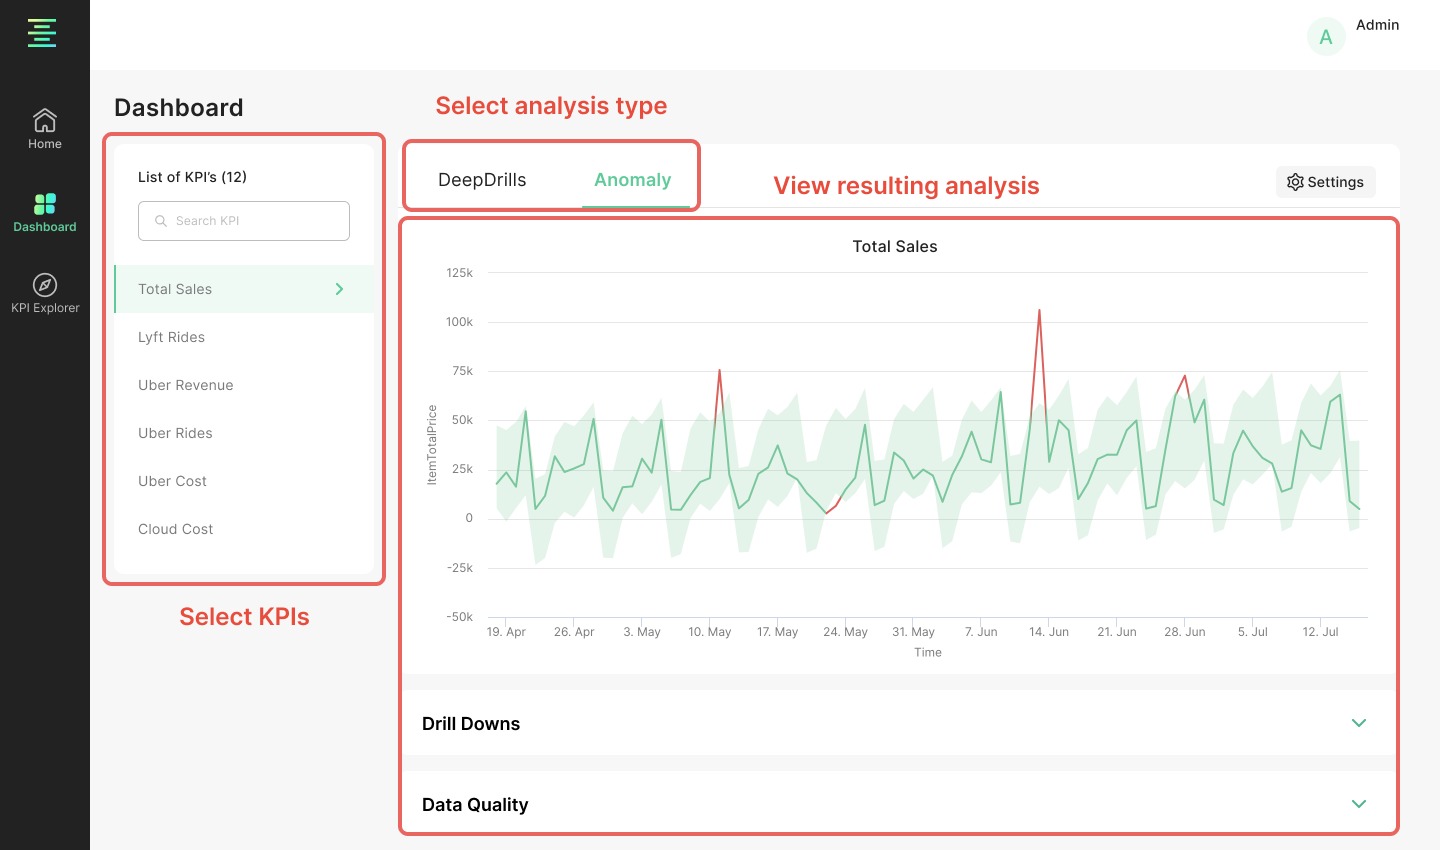 Admin
A
Home
Dashboard
KPI Explorer
Dashboard
Select analysis type
List of KPI's (12)
Search KPI
Total Sales
Lyft Rides
Uber Revenue
Uber Rides
Uber Cost
Cloud Cost
Select KPIs
DeepDrills Anomaly
View resulting analysis
Settings
Total Sales
125k
100k
75k
50k
25k
0
-25k
-50k
ItemTotalPrice
19. Apr 26. Apr 3. May 10. May 17. May 24. May 31. May 7. Jun 14. Jun 21. Jun 28. Jun 5. Jul 12. Jul
Time
Drill Downs
Data Quality